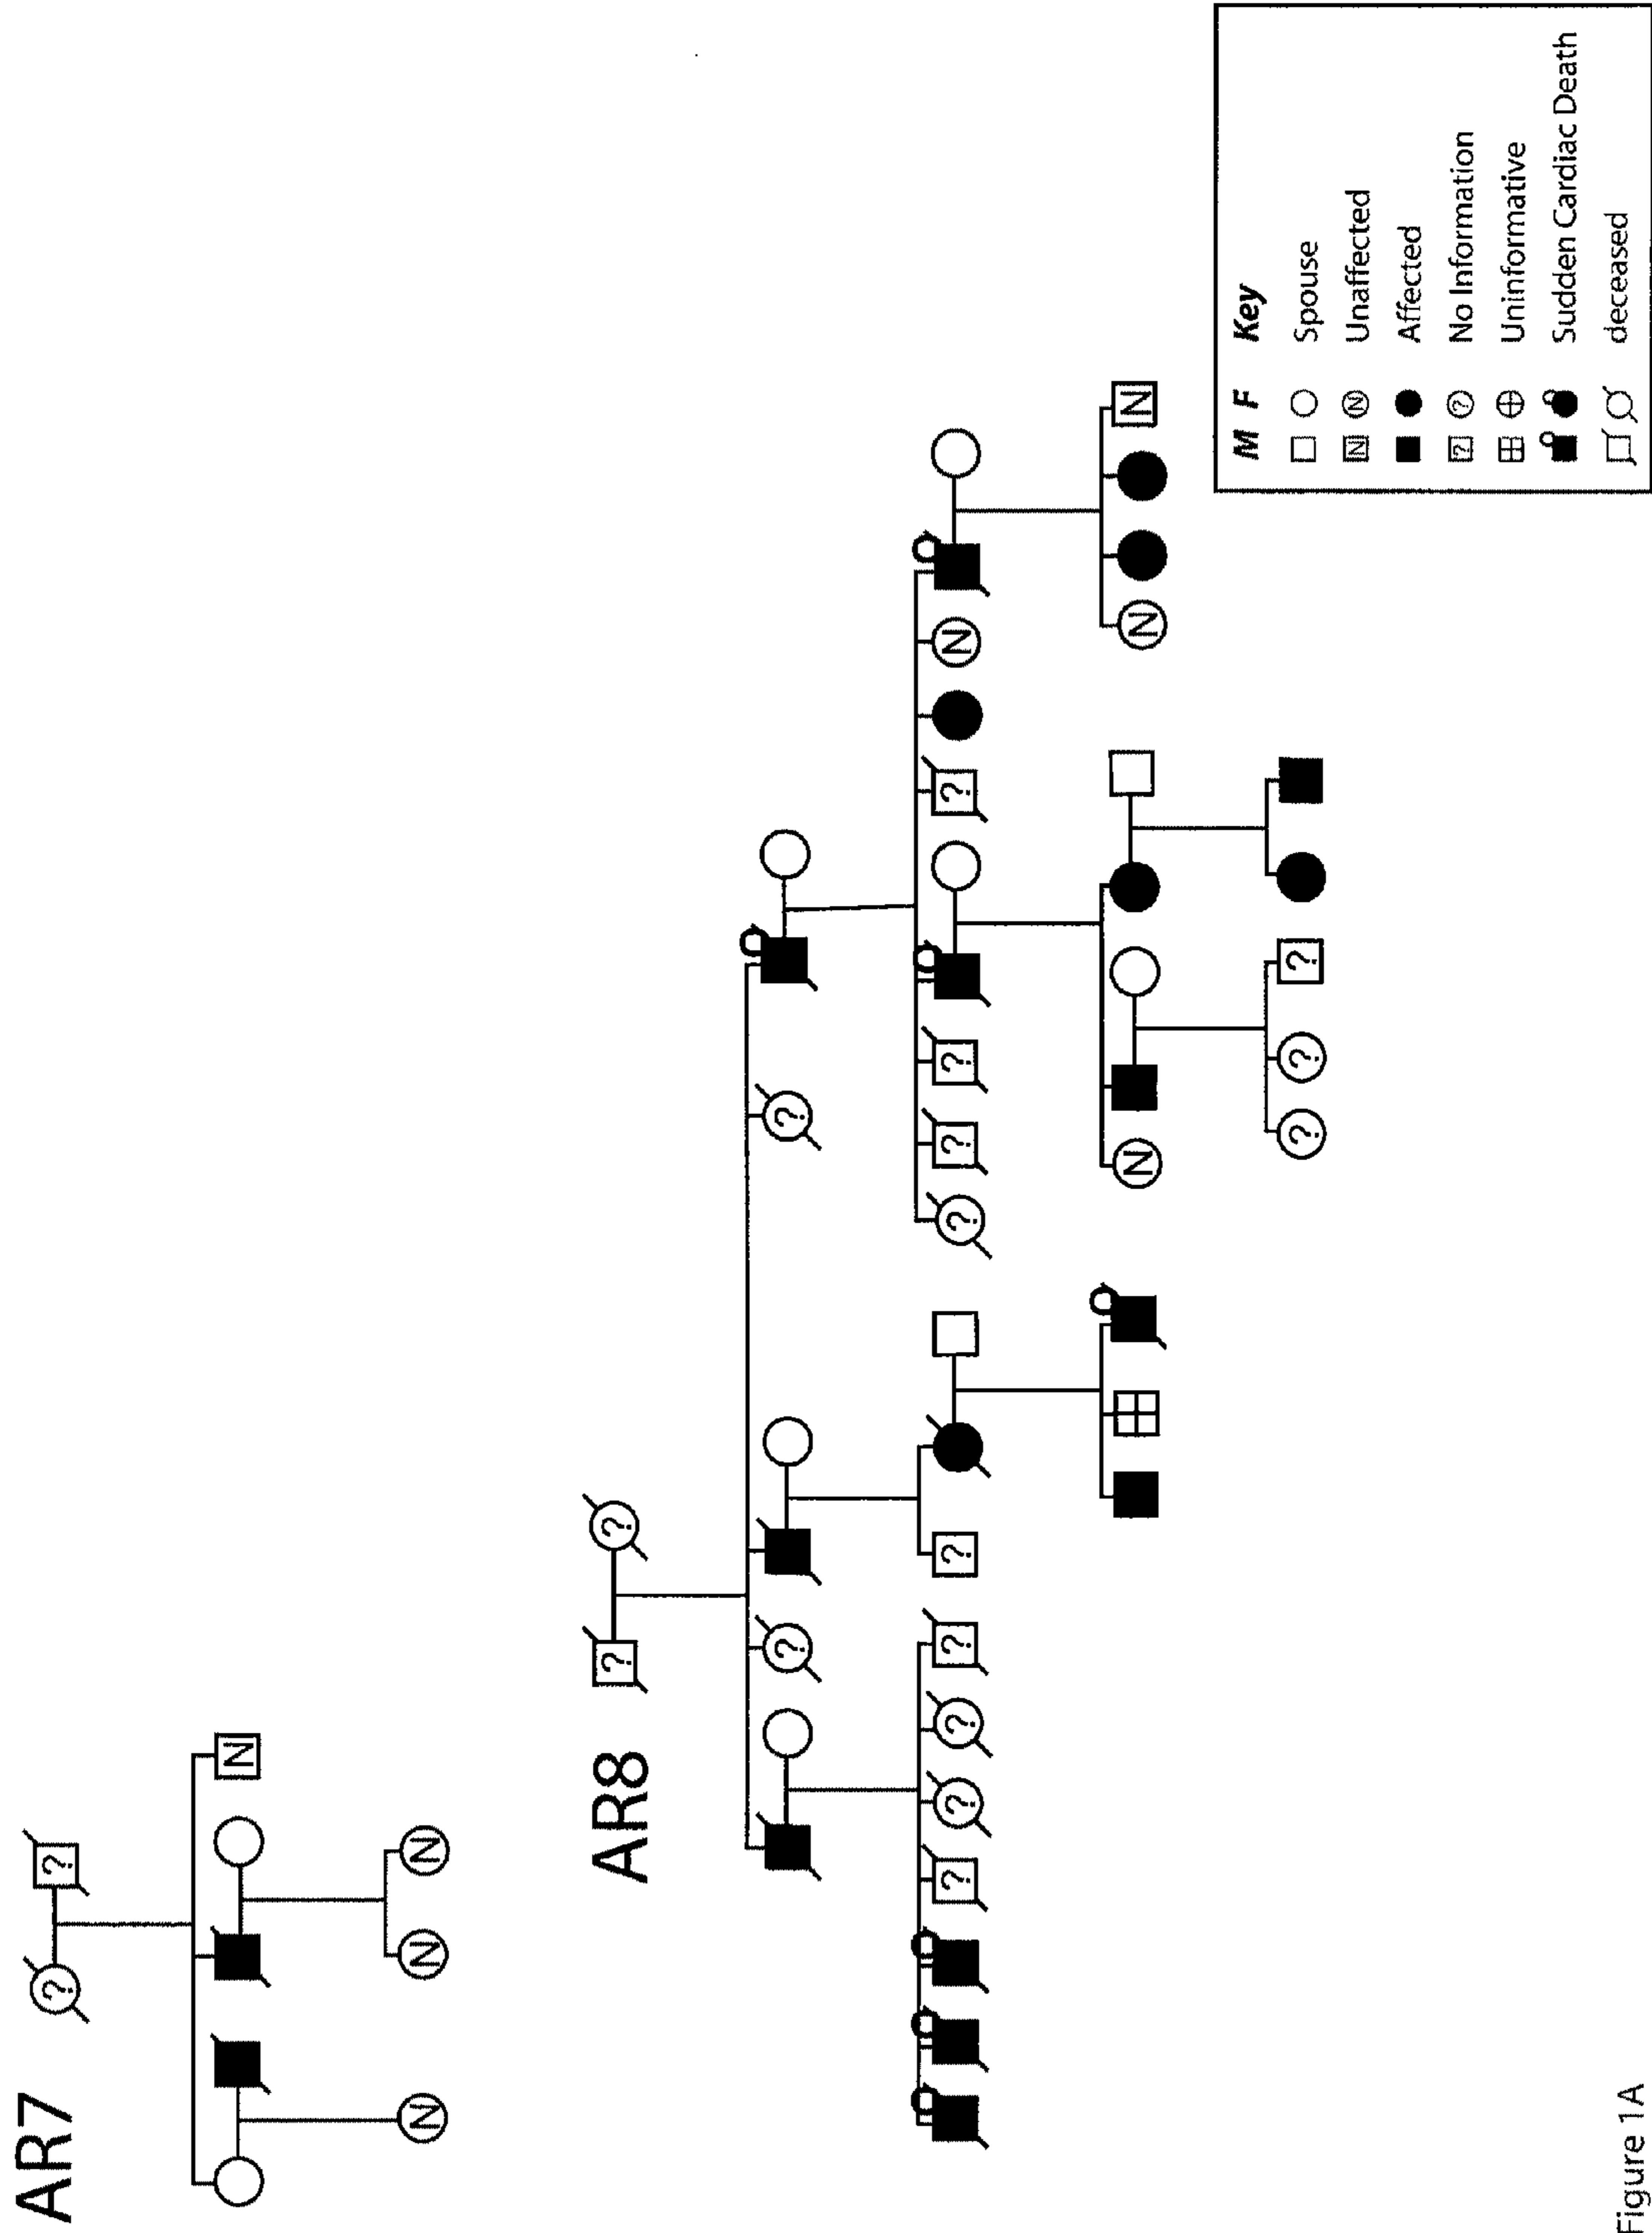 AR7
? ?
N
N N N
AR8
? ?
? ?
? ? ? ? ? ? ? ? ? N
N N N
? ? ?
M F Key
Spouse
N N Unaffected
Affected
? ? No Information
Uninformative
Sudden Cardiac Death
deceased
Figure 1A